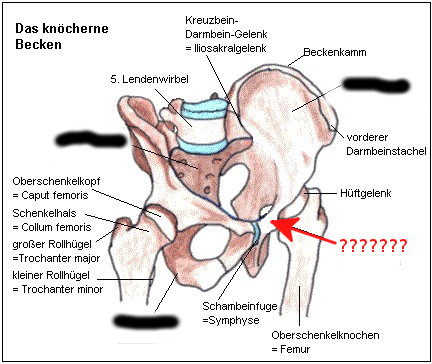 Das knöcherne
Becken
Kreuzbein-
Darmbein-Gelenk
= Iliosakralgelenk
Beckenkamm
5. Lendenwirbel
vorderer
Darmbeinstachel
Oberschenkelkopf
= Caput femoris
Schenkelhals
= Collum femoris
großer Rollhügel
=Trochanter major
kleiner Rollhügel
= Trochanter minor
Hüftgelenk
???????
Schambeinfuge
=Symphyse
Oberschenkelknochen
= Femur